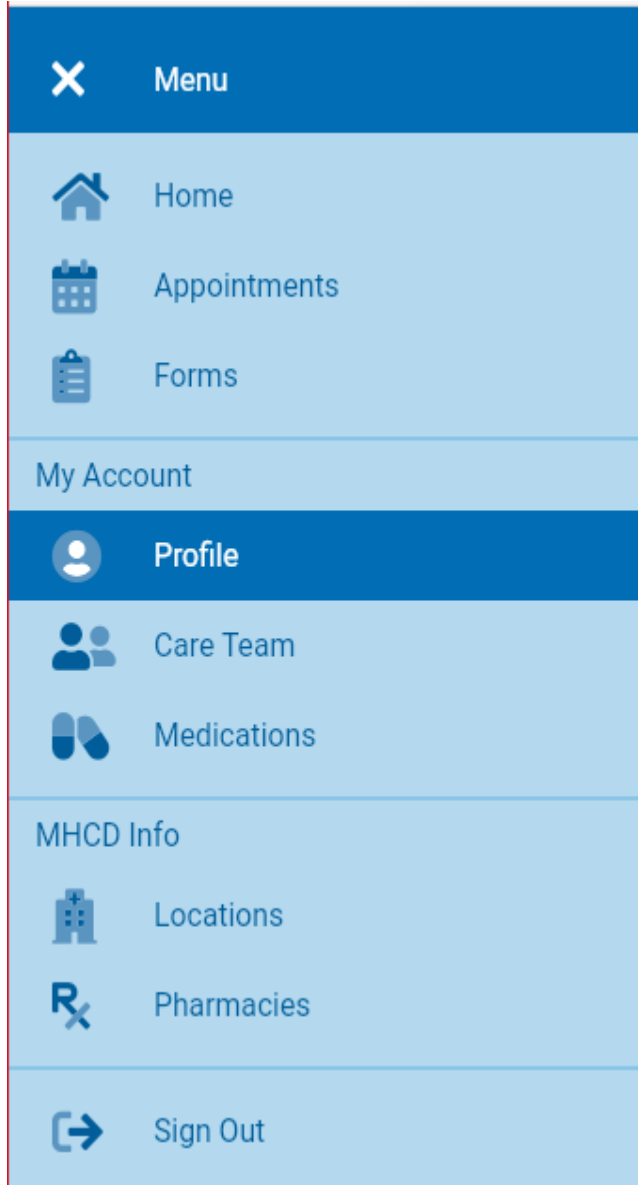 Menu
Home
Appointments
Forms
My Account
Profile
Care Team
Medications
MHCD Info
Locations
Pharmacies
Sign Out